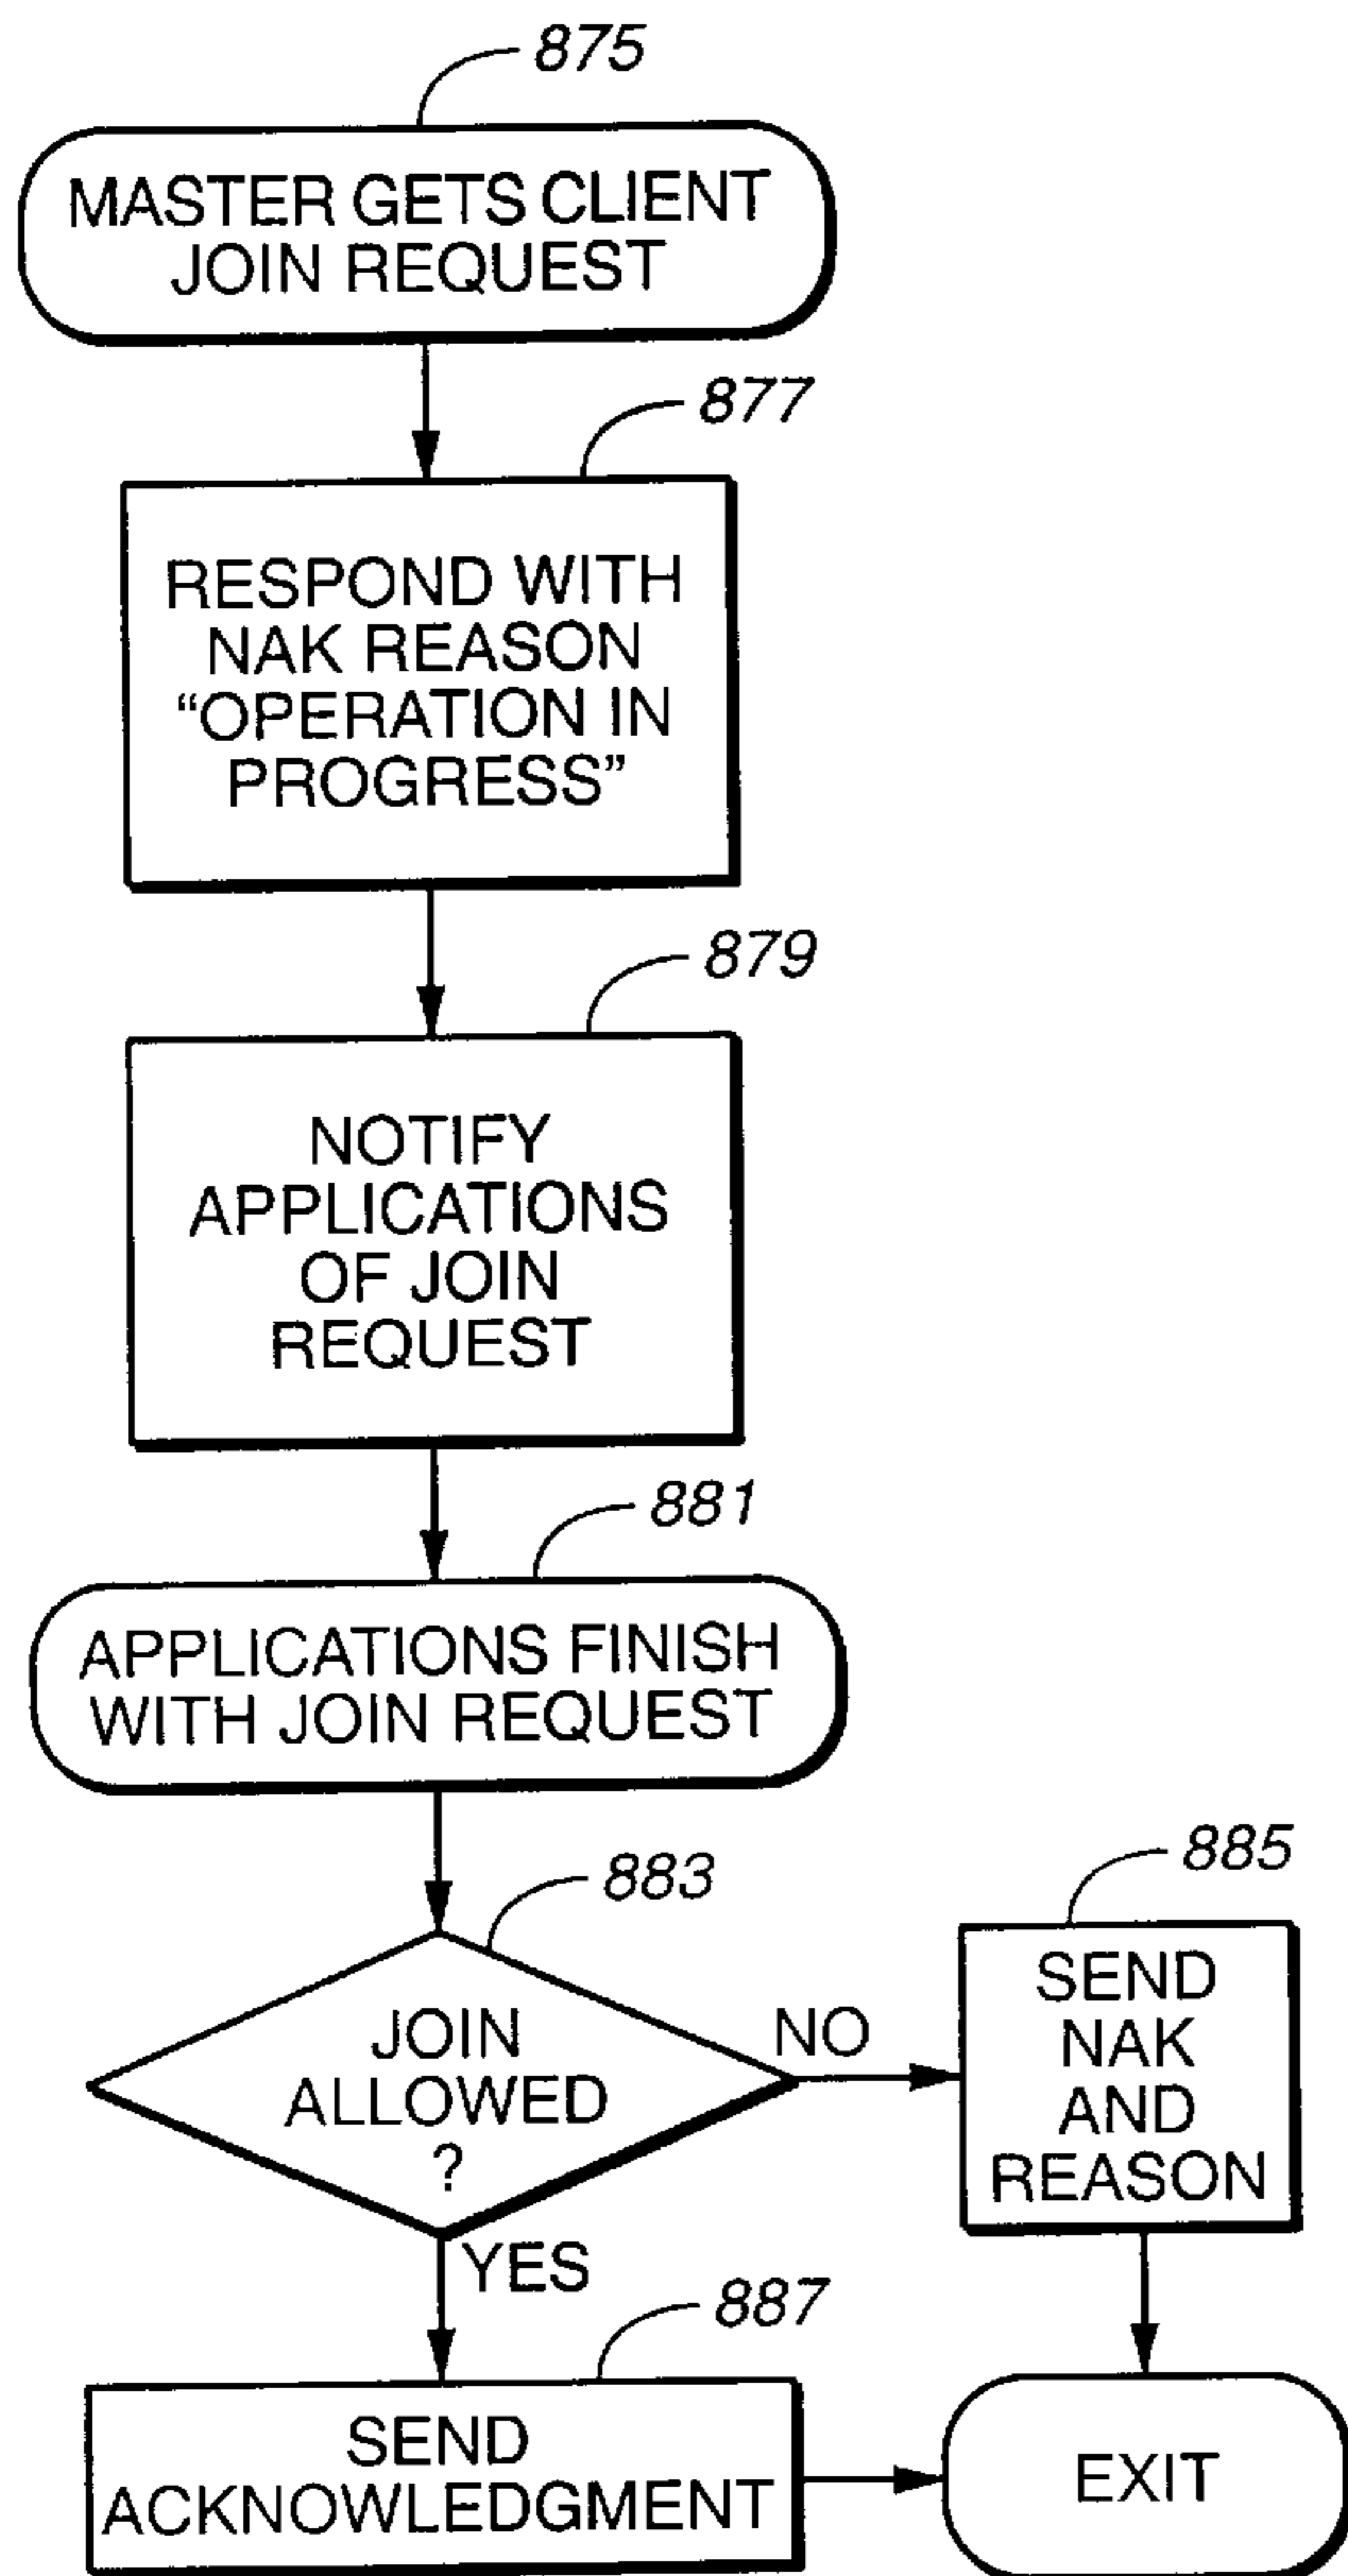 875
MASTER GETS CLIENT
JOIN REQUEST
877
RESPOND WITH
NAK REASON
“OPERATION IN
PROGRESS”
879
NOTIFY
APPLICATIONS
OF JOIN
REQUEST
881
APPLICATIONS FINISH
WITH JOIN REQUEST
883
JOIN
ALLOWED
?
NO
885
SEND
NAK
AND
REASON
YES
887
SEND
ACKNOWLEDGMENT
EXIT